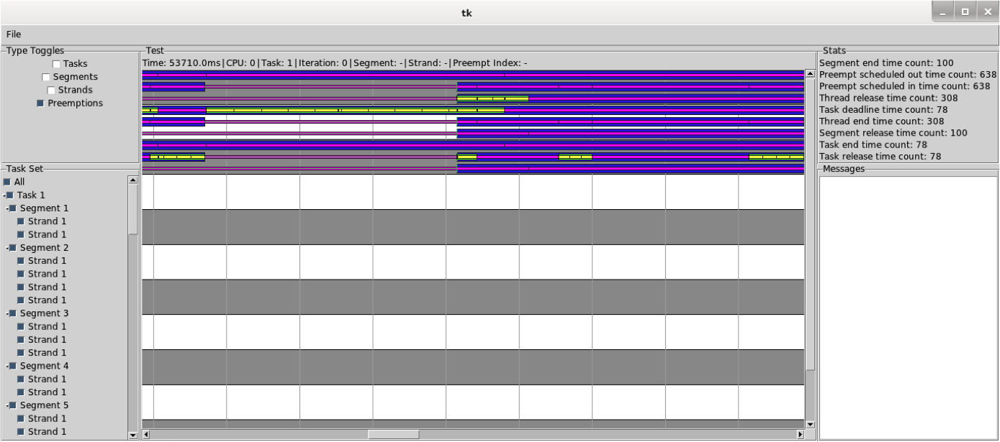 tk
File
Type Toggles
Tasks
Segments
Strands
Preemptions
Task Set
All
Task 1
Segment 1
Strand 1
Strand 1
Segment 2
Strand 1
Strand 1
Strand 1
Strand 1
Segment 3
Strand 1
Strand 1
Strand 1
Segment 4
Strand 1
Strand 1
Segment 5
Strand 1
Strand 1
Test
Time: 53710.0ms|CPU: 0|Task: 1|Iteration: 0|Segment: -|Strand: -|Preempt Index: -
Stats
Segment end time count: 100
Preempt scheduled out time count: 638
Preempt scheduled in time count: 638
Thread release time count: 308
Task deadline time count: 78
Thread end time count: 308
Segment release time count: 100
Task end time count: 78
Task release time count: 78
Messages